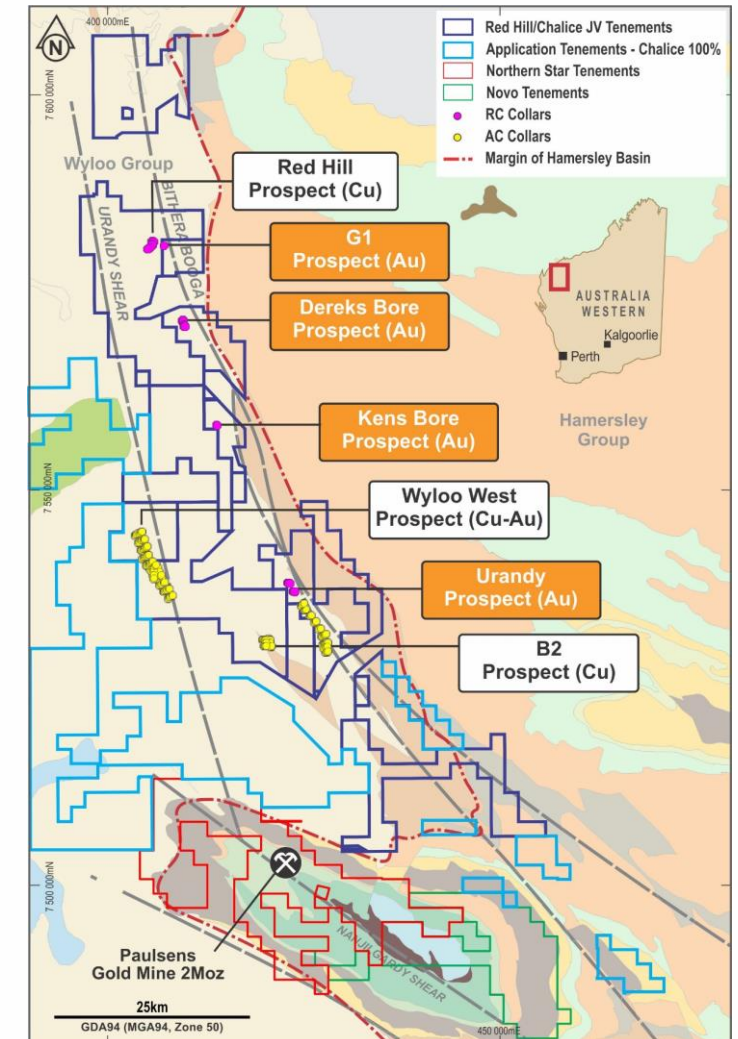 400 000mE
N
7 600 000mN
Red Hill/Chalice JV Tenements
Application Tenements - Chalice 100%
Northern Star Tenements
Novo Tenements
RC Collars
AC Collars
Margin of Hamersley Basin
Wyloo Group
Red Hill
Prospect (Cu)
BITHERA BOOGA
URANDY SHEAR
G1
Prospect (Au)
AUSTRALIA
WESTERN
Kalgoorlie
Perth
Dereks Bore
Prospect (Au)
Kens Bore
Prospect (Au)
Hamersley
Group
7 550 000mN
Wyloo West
Prospect (Cu-Au)
Urandy
Prospect (Au)
B2
Prospect (Cu)
7 500 000mN
Paulsens
Gold Mine 2Moz
NANJILGARDY SHEAR
25km
GDA94 (MGA94, Zone 50)
450 000mE